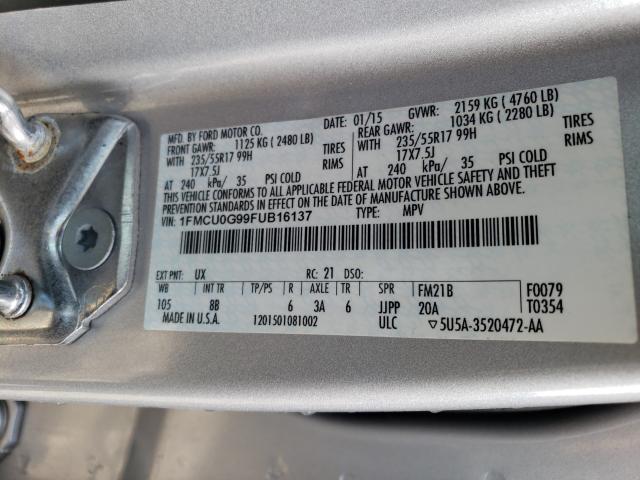 MFD. BY FORD MOTOR CO. DATE: 01/15 GVWR: 2159 KG ( 4760 LB)
FRONT GAWR: 1125 KG ( 2480 LB) REAR GAWR: 1034 KG ( 2280 LB)
WITH 235/55R17 99H TIRES WITH 235/55R17 99H TIRES
17X7.5J RIMS 17X7.5J RIMS
AT 240 kPa/ 35 PSI COLD AT 240 kPa/ 35 PSI COLD
THIS VEHICLE CONFORMS TO ALL APPLICABLE FEDERAL MOTOR VEHICLE SAFETY AND THEFT
PREVENTION STANDARDS IN EFFECT ON THE DATE OF MANUFACTURE SHOWN ABOVE.
VIN: 1FMCU0G99FUB16137 TYPE: MPV
EXT PNT: UX RC: 21 DSO:
WB INT TR TP/PS R AXLE TR SPR FM21B F0079
105 8B 6 3A 6 JJPP 20A T0354
MADE IN U.S.A. 1201501081002 ULC ▽5U5A-3520472-AA